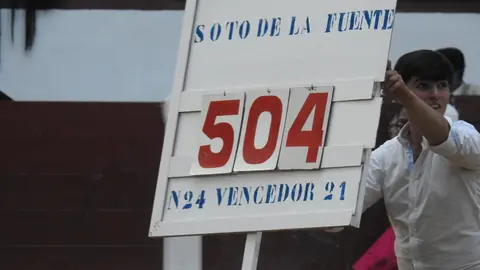 SOTO DE LA FUENTE
504
N24 VENCEDOR 21